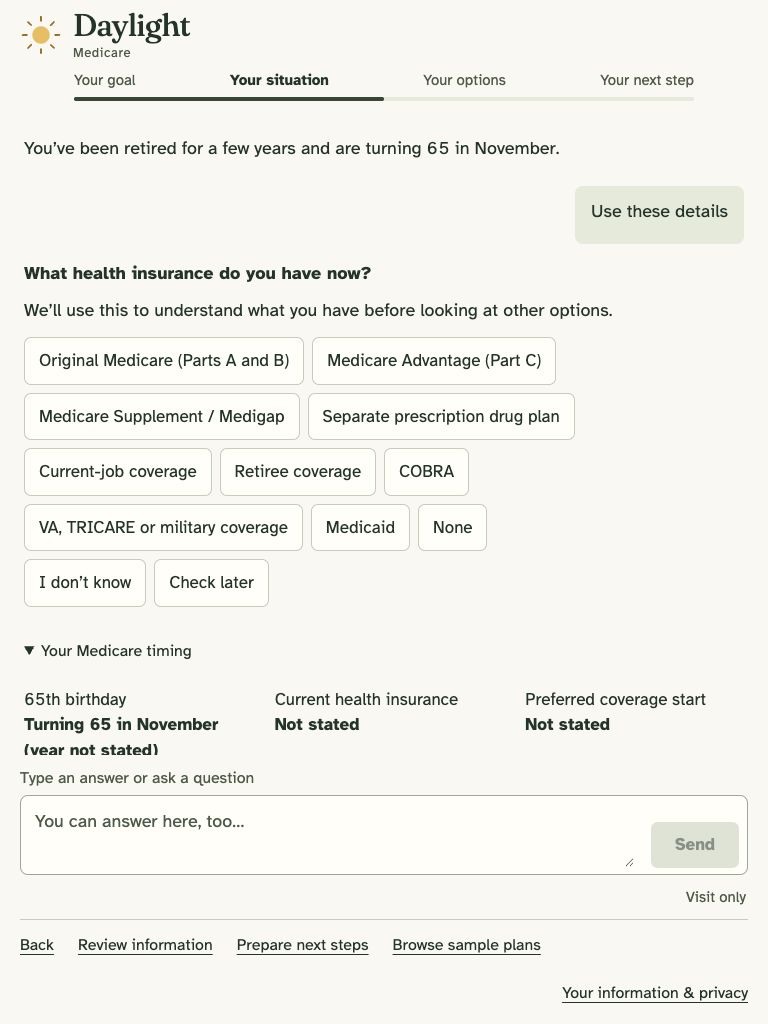 Daylight
Medicare
Your goal
Your situation
Your options
Your next step
You’ve been retired for a few years and are turning 65 in November.
Use these details
What health insurance do you have now?
We’ll use this to understand what you have before looking at other options.
Original Medicare (Parts A and B)
Medicare Advantage (Part C)
Medicare Supplement / Medigap
Separate prescription drug plan
Current-job coverage
Retiree coverage
COBRA
VA, TRICARE or military coverage
Medicaid
None
I don’t know
Check later
▼ Your Medicare timing
65th birthday
Turning 65 in November
(year not stated)
Current health insurance
Not stated
Preferred coverage start
Not stated
Type an answer or ask a question
You can answer here, too…
Send
Visit only
Back
Review information
Prepare next steps
Browse sample plans
Your information & privacy